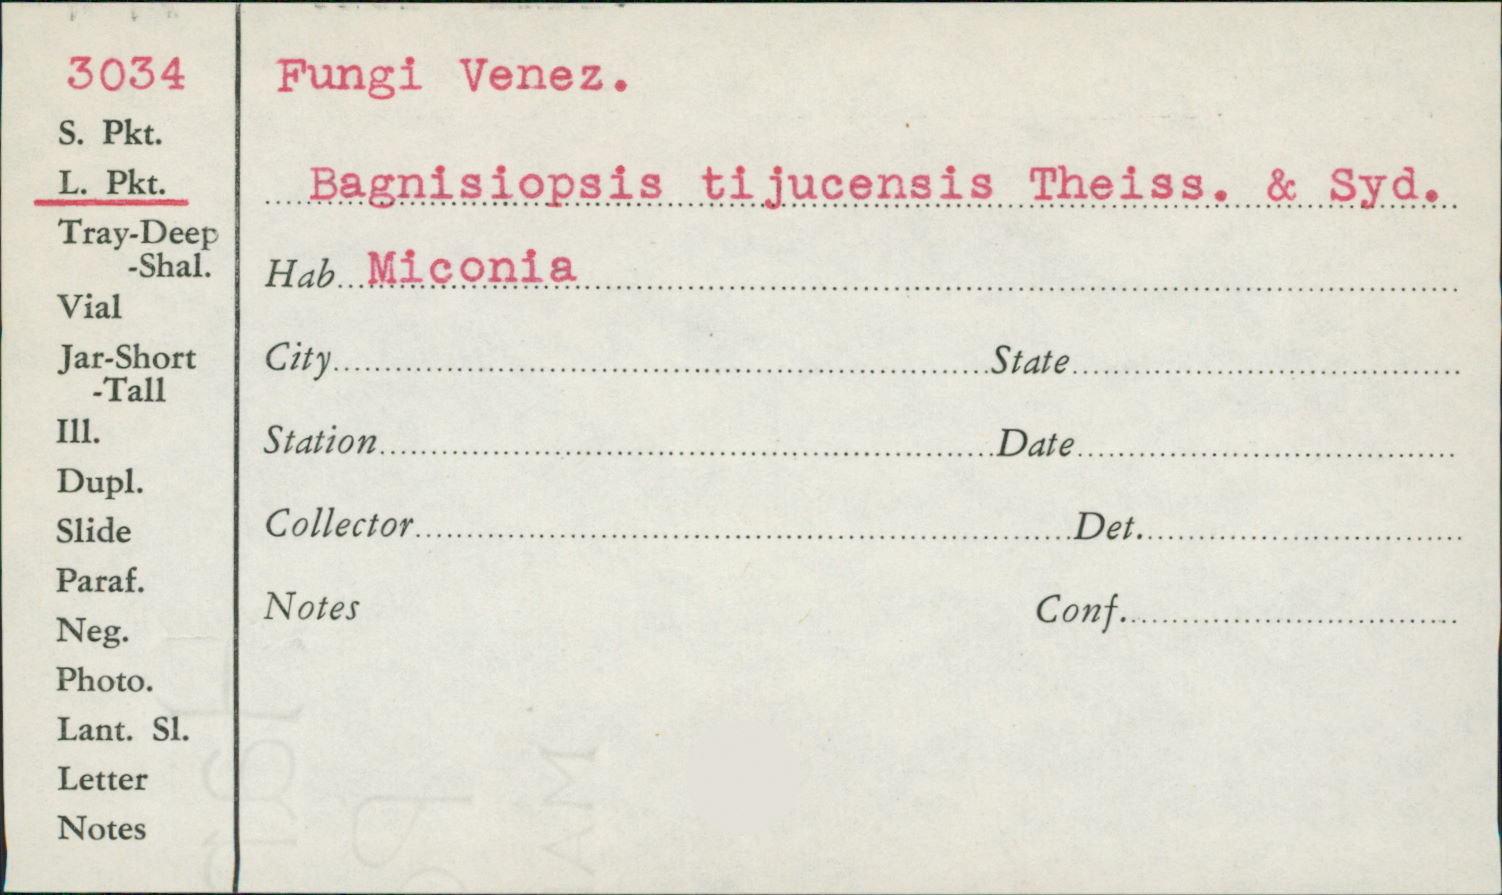 3034
S. Pkt.
L. Pkt.
Tray-Deep
-Shal.
Vial
Jar-Short
-Tall
Ill.
Dupl.
Slide
Paraf.
Neg.
Photo.
Lant. Sl.
Letter
Notes
Fungi Venez.
Bagnisiopsis tijucensis Theiss. & Syd.
Hab. Miconia
City State
Station Date
Collector Det.
Notes Conf.